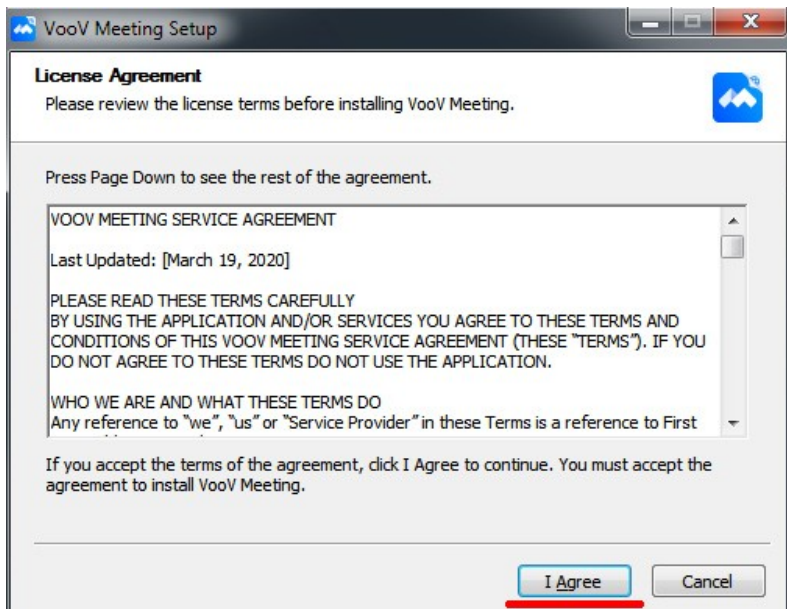 VooV Meeting Setup
License Agreement
Please review the license terms before installing VooV Meeting.
Press Page Down to see the rest of the agreement.
VOOV MEETING SERVICE AGREEMENT
Last Updated: [March 19, 2020]
PLEASE READ THESE TERMS CAREFULLY
BY USING THE APPLICATION AND/OR SERVICES YOU AGREE TO THESE TERMS AND
CONDITIONS OF THIS VOOV MEETING SERVICE AGREEMENT (THESE “TERMS”). IF YOU
DO NOT AGREE TO THESE TERMS DO NOT USE THE APPLICATION.
WHO WE ARE AND WHAT THESE TERMS DO
Any reference to “we”, “us” or “Service Provider” in these Terms is a reference to First
If you accept the terms of the agreement, click I Agree to continue. You must accept the
agreement to install VooV Meeting.
I Agree
Cancel